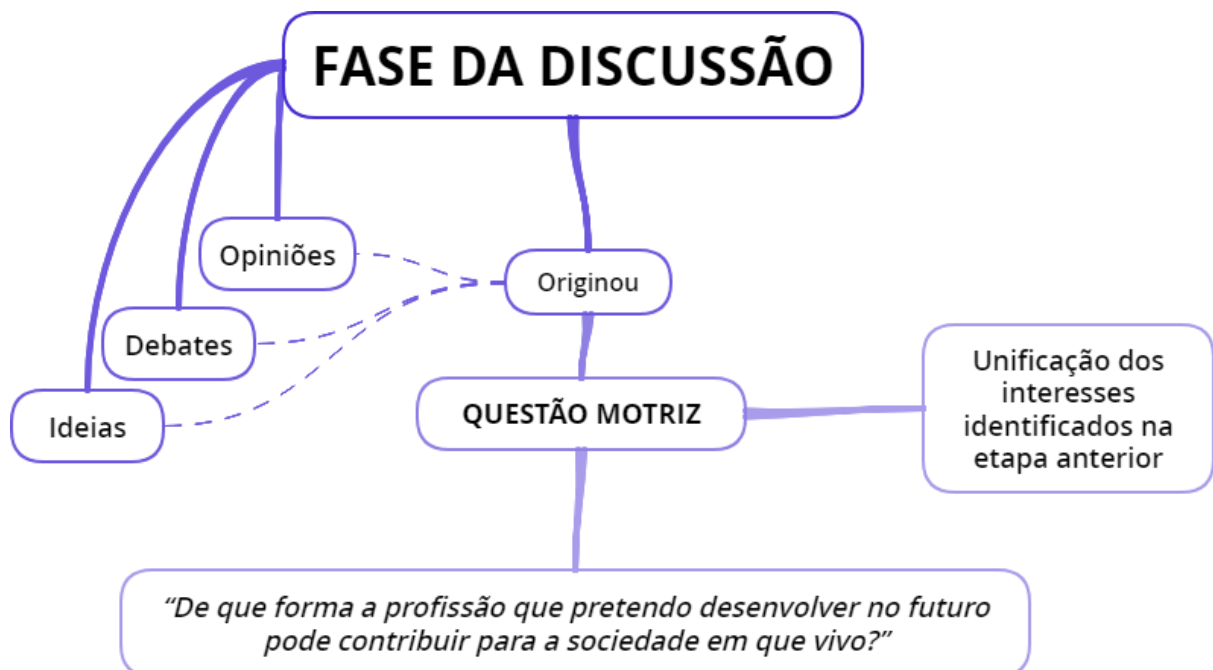 FASE DA DISCUSSÃO
Opiniões
Originou
Debates
Ideias
QUESTÃO MOTRIZ
Unificação dos
interesses
identificados na
etapa anterior
“De que forma a profissão que pretendo desenvolver no futuro
pode contribuir para a sociedade em que vivo?”